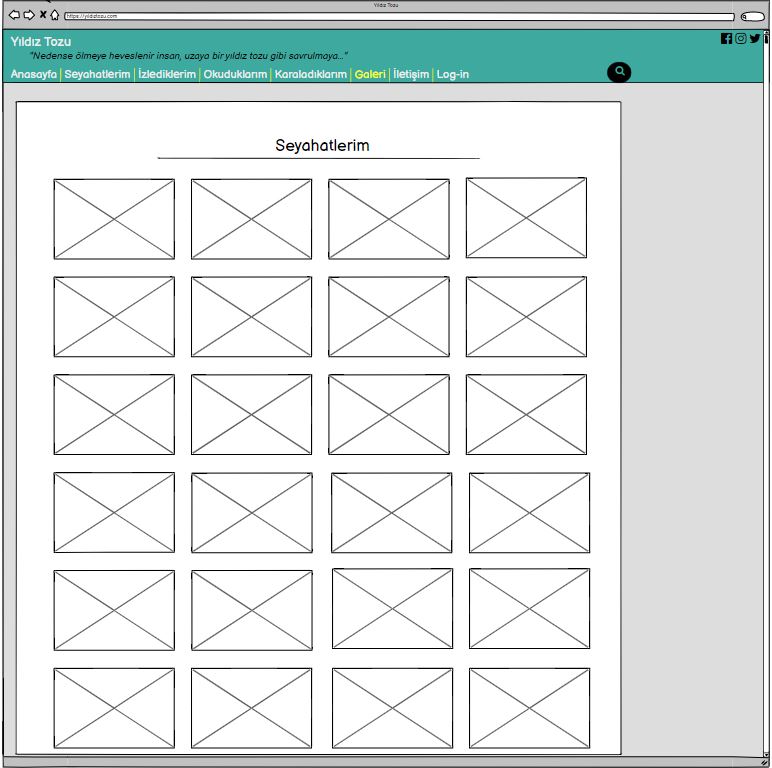 Yıldız Tozu
https://yildiztozu.com
Yıldız Tozu
"Nedense ölmeye heveslenir insan, uzaya bir yıldız tozu gibi savrulmaya..."
Anasayfa | Seyahatlerim | İzlediklerim | Okuduklarım | Karaladıklarım | Galeri | İletişim | Log-in
Seyahatlerim